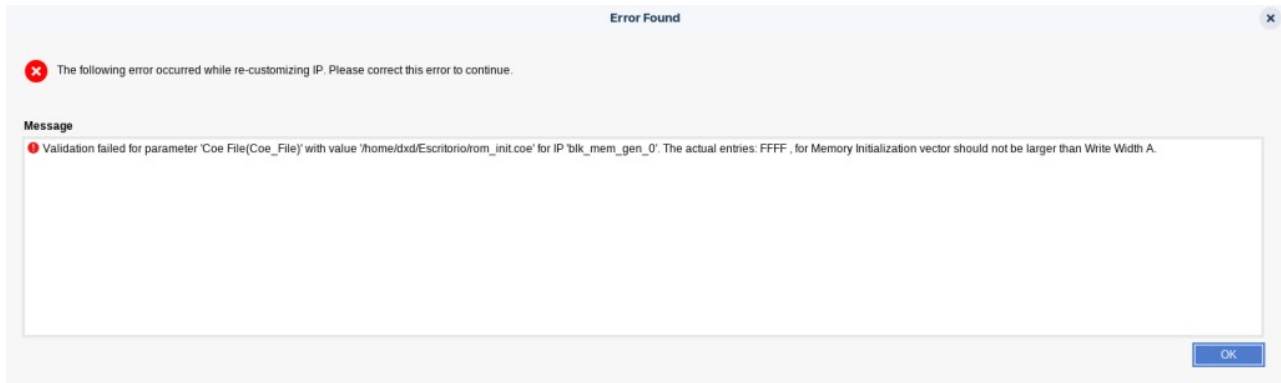 Error Found
The following error occurred while re-customizing IP. Please correct this error to continue.
Message
Validation failed for parameter 'Coe File(Coe_File)' with value '/home/dxd/Escritorio/rom_init.coe' for IP 'blk_mem_gen_0'. The actual entries: FFFF , for Memory Initialization vector should not be larger than Write Width A.
OK